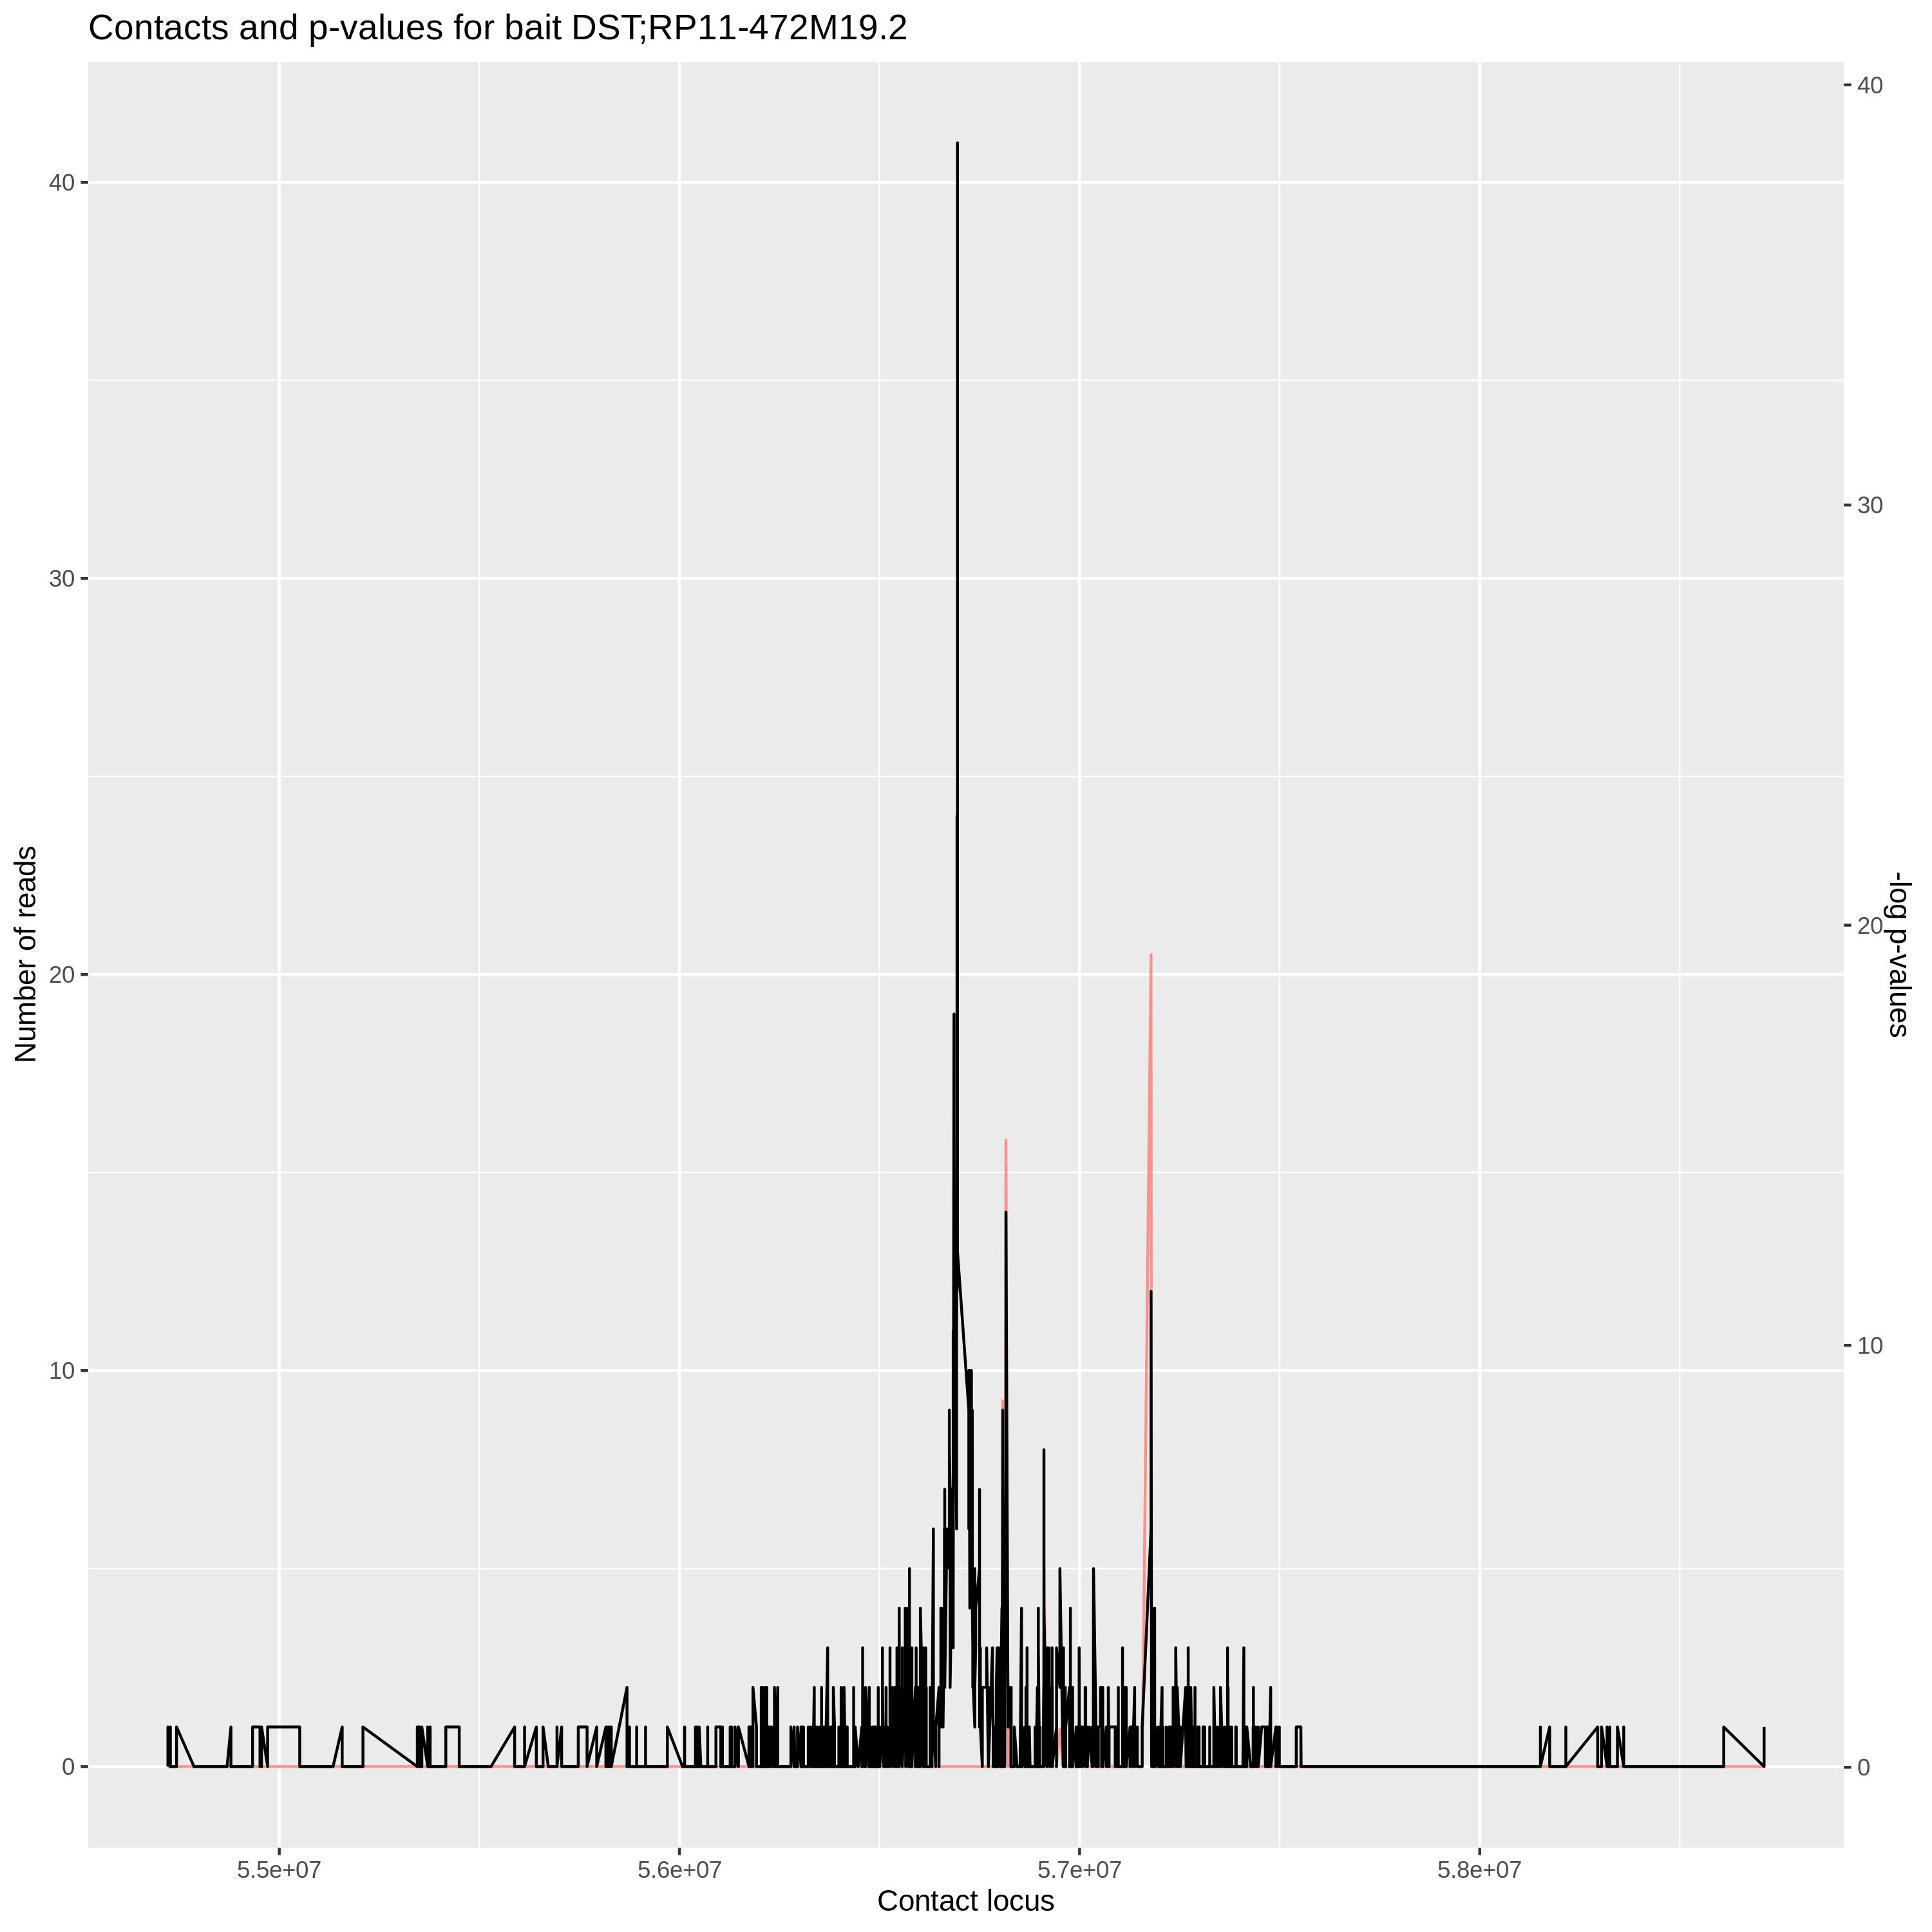 Contacts and p-values for bait DST;RP11-472M19.2
40
30
20
10
0
Number of reads
40
30
20
10
0
-log p-values
5.5e+07
5.6e+07
5.7e+07
5.8e+07
Contact locus